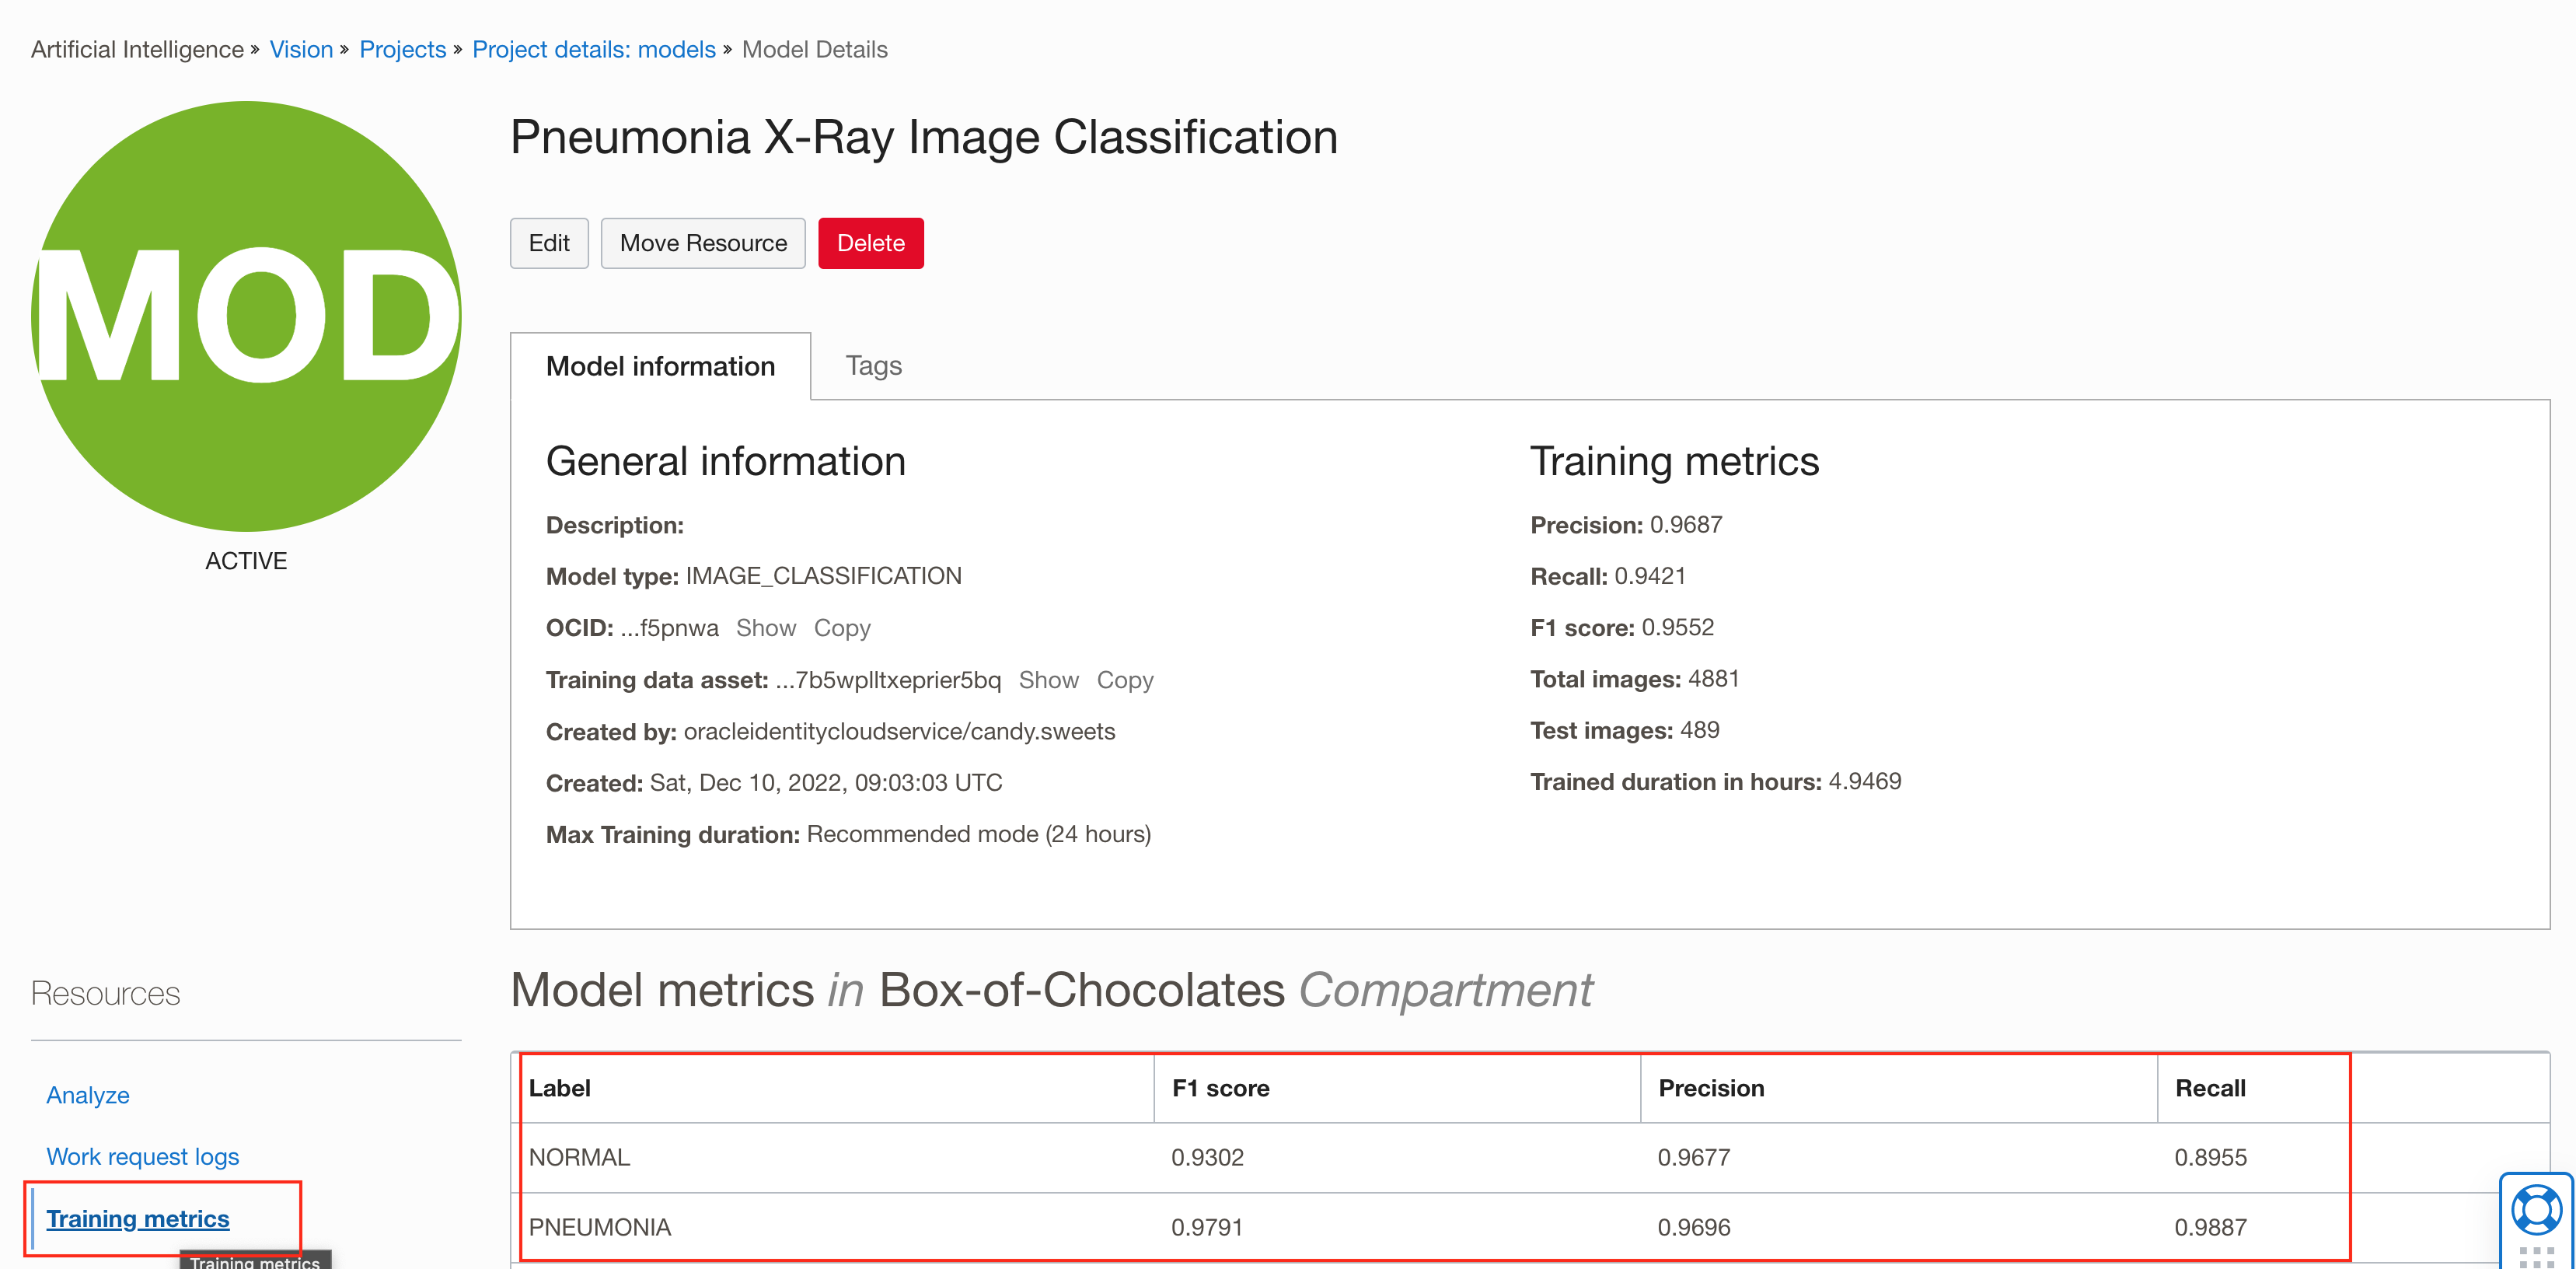 Artificial Intelligence » Vision » Projects » Project details: models » Model Details
MOD
ACTIVE
Pneumonia X-Ray Image Classification
Edit Move Resource Delete
Model information Tags
General information
Description:
Model type: IMAGE_CLASSIFICATION
OCID: ...f5pnwa Show Copy
Training data asset: ...7b5wplltxeprier5bq Show Copy
Created by: oracleidentitycloudservice/candy.sweets
Created: Sat, Dec 10, 2022, 09:03:03 UTC
Max Training duration: Recommended mode (24 hours)
Training metrics
Precision: 0.9687
Recall: 0.9421
F1 score: 0.9552
Total images: 4881
Test images: 489
Trained duration in hours: 4.9469
Resources
Analyze
Work request logs
Training metrics
Training metrics
Model metrics in Box-of-Chocolates Compartment
Label F1 score Precision Recall
NORMAL 0.9302 0.9677 0.8955
PNEUMONIA 0.9791 0.9696 0.9887